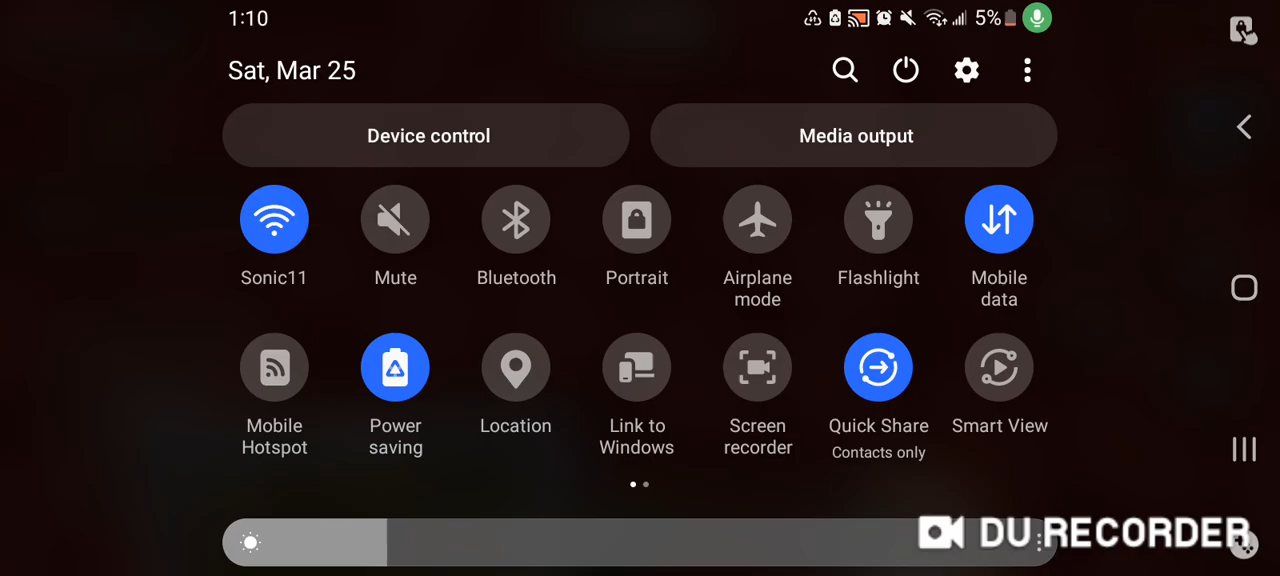 1:10
5%
Sat, Mar 25
Device control
Media output
Sonic11
Mute
Bluetooth
Portrait
Airplane
mode
Flashlight
Mobile
data
Mobile
Hotspot
Power
saving
Location
Link to
Windows
Screen
recorder
Quick Share
Contacts only
Smart View
DU RECORDER